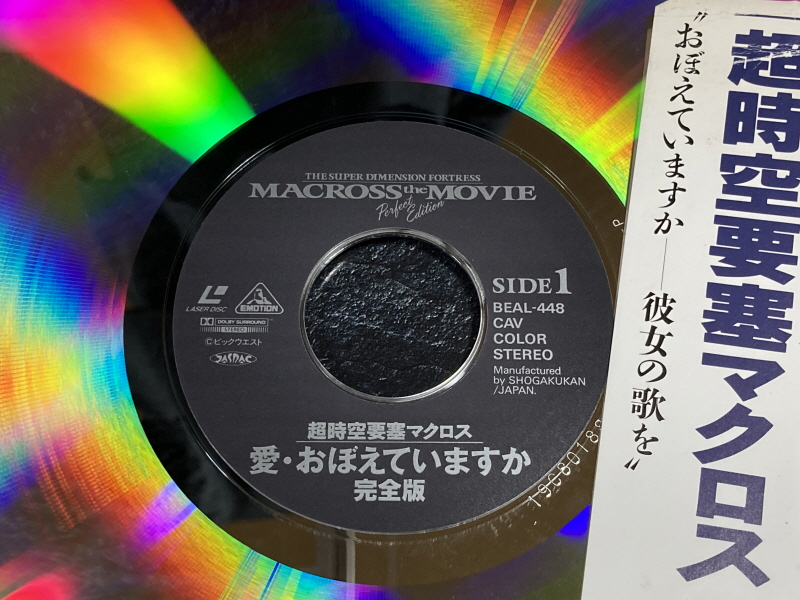 THE SUPER DIMENSION FORTRESS
MACROSS the MOVIE
Perfect Edition
LASER DISC
EMOTION
DOLBY SURROUND
STEREO
©ビックウエスト
JASRAC
SIDE 1
BEAL-448
CAV
COLOR
STEREO
Manufactured
by SHOGAKUKAN
/JAPAN.
超時空要塞マクロス
愛・おぼえていますか
完全版
超時空要塞マクロス
"おぼえていますか──彼女の歌を"